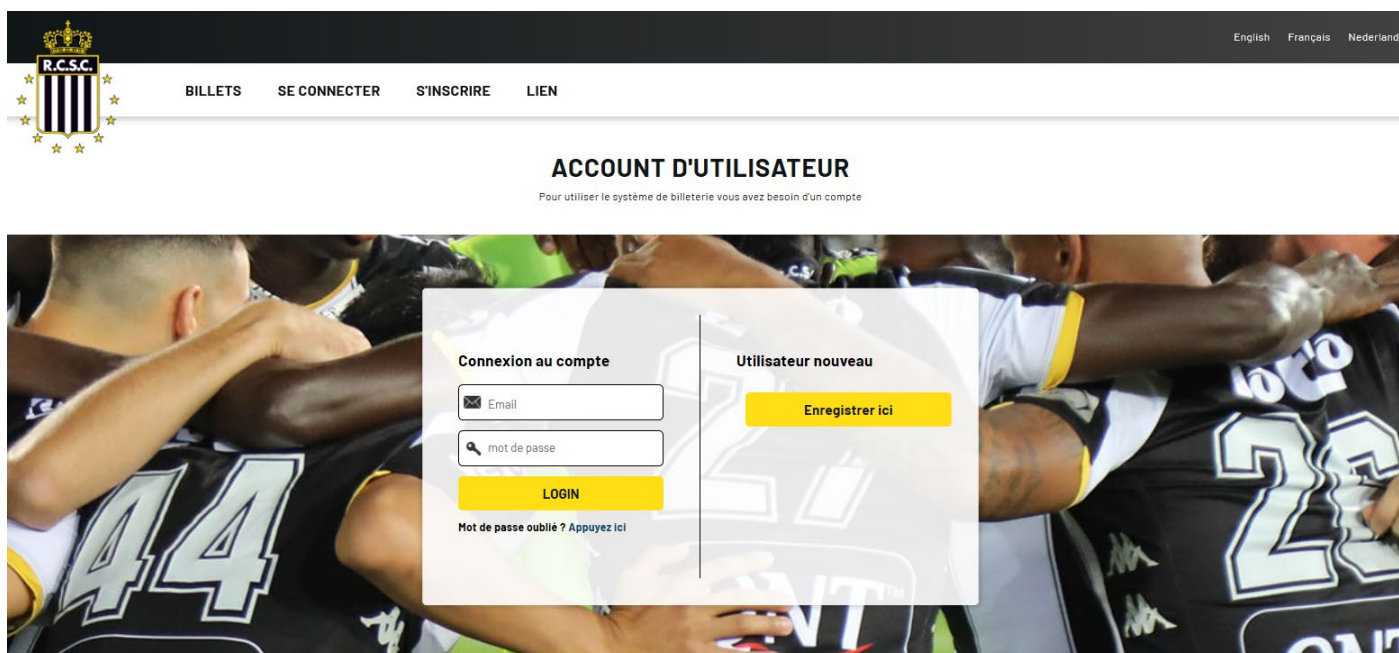 English Français Nederland
R.C.S.C.
BILLETS SE CONNECTER S'INSCRIRE LIEN
ACCOUNT D'UTILISATEUR
Pour utiliser le système de billeterie vous avez besoin d'un compte
Connexion au compte
Email
mot de passe
LOGIN
Mot de passe oublié ? Appuyez ici
Utilisateur nouveau
Enregistrer ici
44
27
26